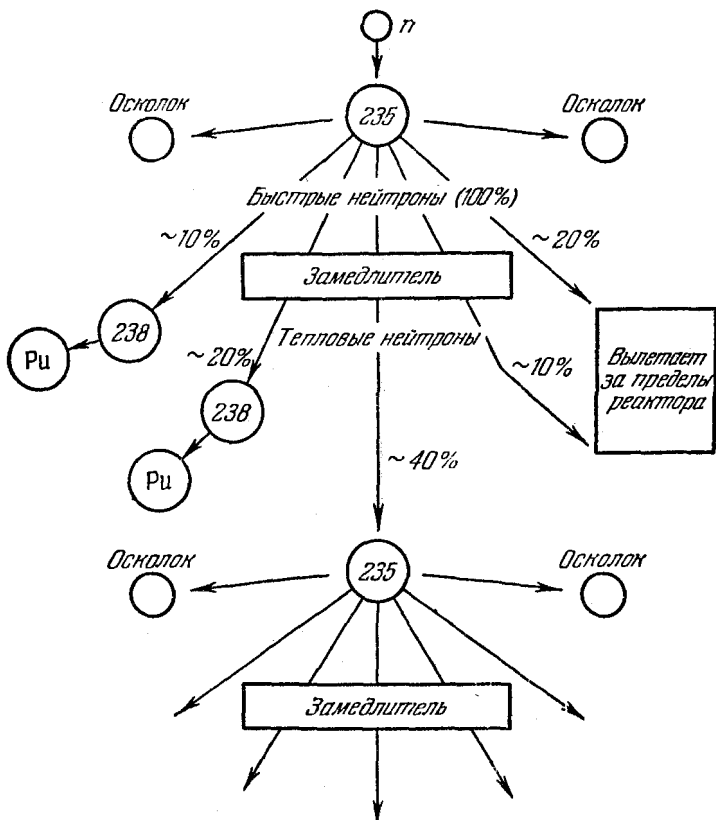 n
Осколок
235
Осколок
Быстрые нейтроны (100%)
~10%
~20%
Замедлитель
238
Тепловые нейтроны
Pu
~20%
~10%
Вылетает
за пределы
реактора
238
~40%
Pu
Осколок
235
Осколок
Замедлитель